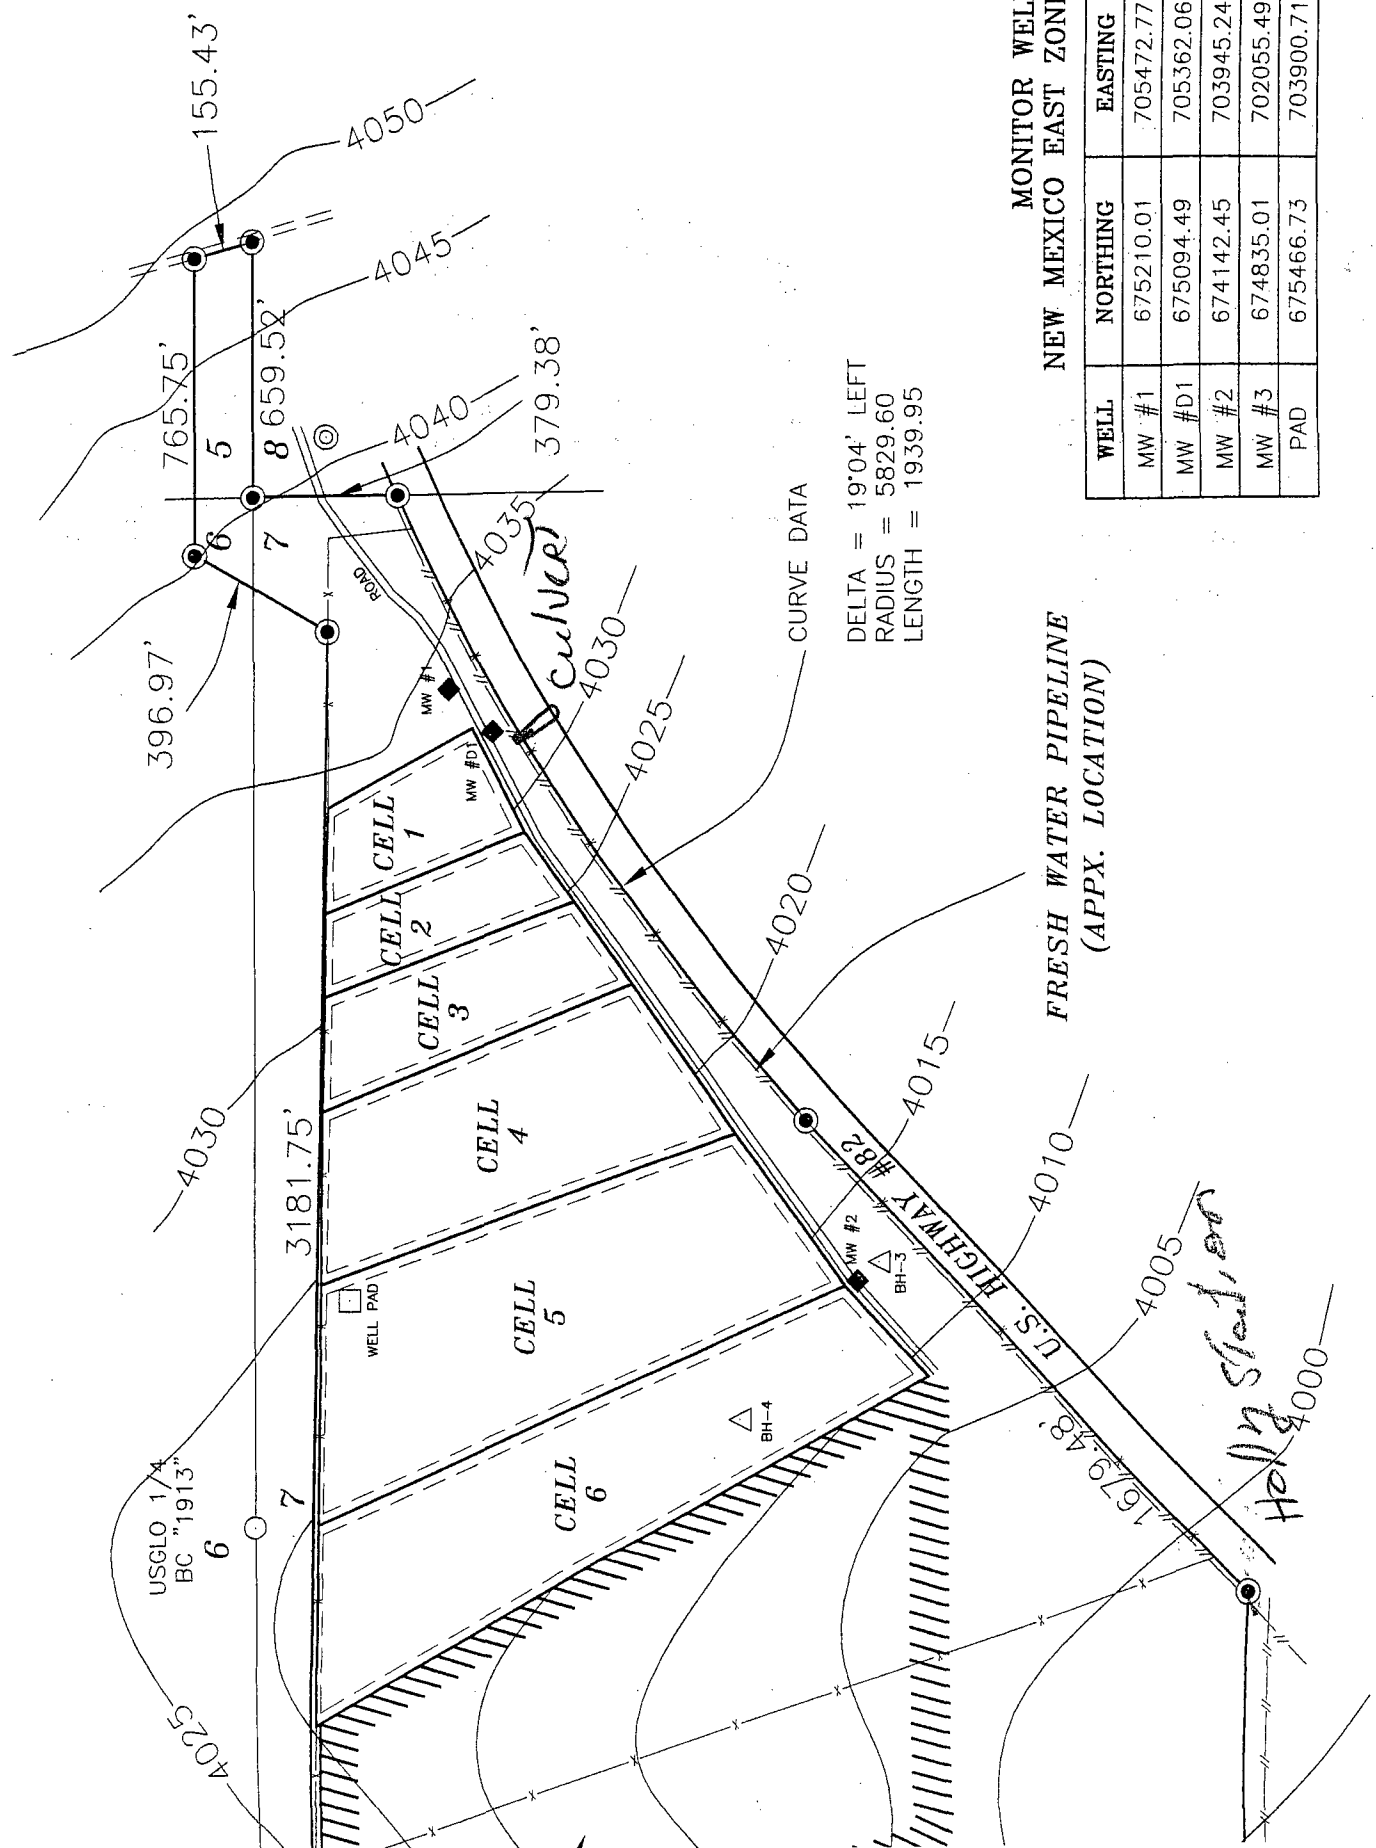 155.43'
4050
765.75'
4045
5
8
659.52'
4040
379.38'
6
7
4035
396.97'
ROAD
culvert
MW #1
4030
MW #D1
4025
CELL
1
CELL
2
CELL
3
4020
4030
3181.75'
CELL
4
4015
WELL PAD
CELL
5
MW #2
BH-3
U.S. HIGHWAY #82
4010
USGLO 1/4
BC "1913"
6
7
BH-4
CELL
6
4005
1679.48'
Holly Station
4000
4025
CURVE DATA
DELTA = 19°04' LEFT
RADIUS = 5829.60
LENGTH = 1939.95
FRESH WATER PIPELINE
(APPX. LOCATION)
MONITOR WELL
NEW MEXICO EAST ZONE
WELL NORTHING EASTING
MW #1 675210.01 705472.77
MW #D1 675094.49 705362.06
MW #2 674142.45 703945.24
MW #3 674835.01 702055.49
PAD 675466.73 703900.71